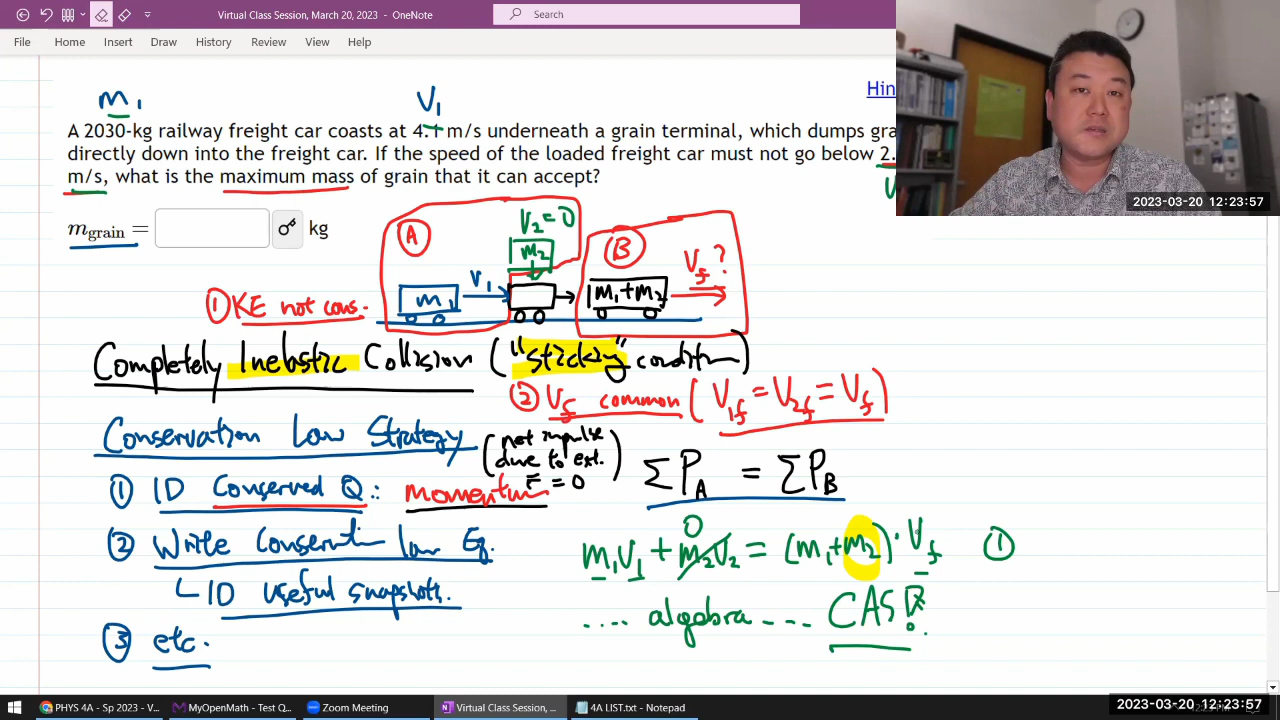 Virtual Class Session, March 20, 2023 - OneNote
Search
File Home Insert Draw History Review View Help
m1 V1
Hin
A 2030-kg railway freight car coasts at 4.1 m/s underneath a grain terminal, which dumps gra
directly down into the freight car. If the speed of the loaded freight car must not go below 2.
m/s, what is the maximum mass of grain that it can accept?
2023-03-20 12:23:57
m grain = kg
A V2=0 m2 B
V1 Vf?
m1 m1+m2
① KE not cons.
Completely Inelastic Collision ("sticking" condition)
② Vf common (V1f = V2f = Vf)
Conservation Law Strategy
(net impulse
due to ext.
F = 0)
ΣPA = ΣPB
① ID Conserved Q: momentum
0
② Write Conservation law Eq.
m1V1 + m2V2 = (m1+m2)·Vf ①
ID useful snapshots.
.... algebra .... CAS
③ etc.
PHYS 4A - Sp 2023 - V... MyOpenMath - Test Q... Zoom Meeting Virtual Class Session,... 4A LIST.txt - Notepad
2023-03-20 12:23:57